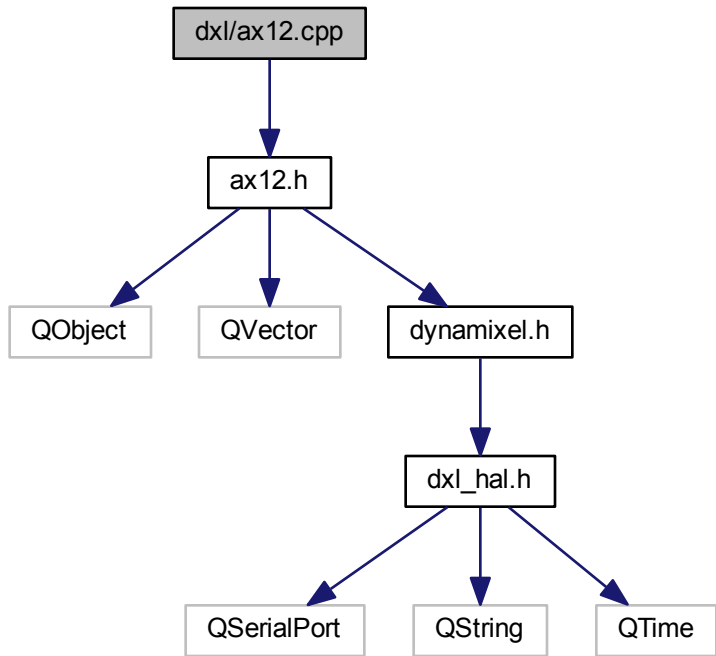 dxl/ax12.cpp
ax12.h
QObject
QVector
dynamixel.h
dxl_hal.h
QSerialPort
QString
QTime